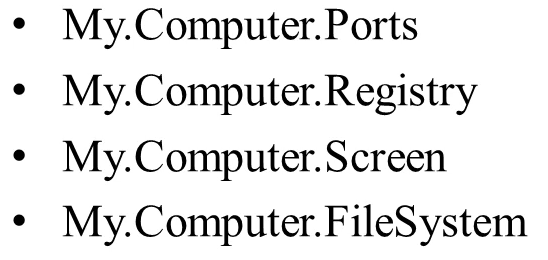 • My.Computer.Ports
• My.Computer.Registry
• My.Computer.Screen
• My.Computer.FileSystem